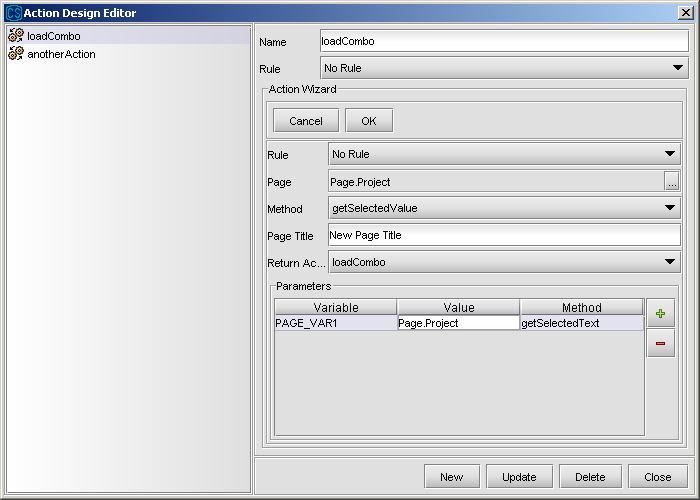 CS Action Design Editor
loadCombo
anotherAction
Name loadCombo
Rule No Rule
Action Wizard
Cancel OK
Rule No Rule
Page Page.Project ...
Method getSelectedValue
Page Title New Page Title
Return Ac... loadCombo
Parameters
Variable Value Method
PAGE_VAR1 Page.Project getSelectedText
New Update Delete Close